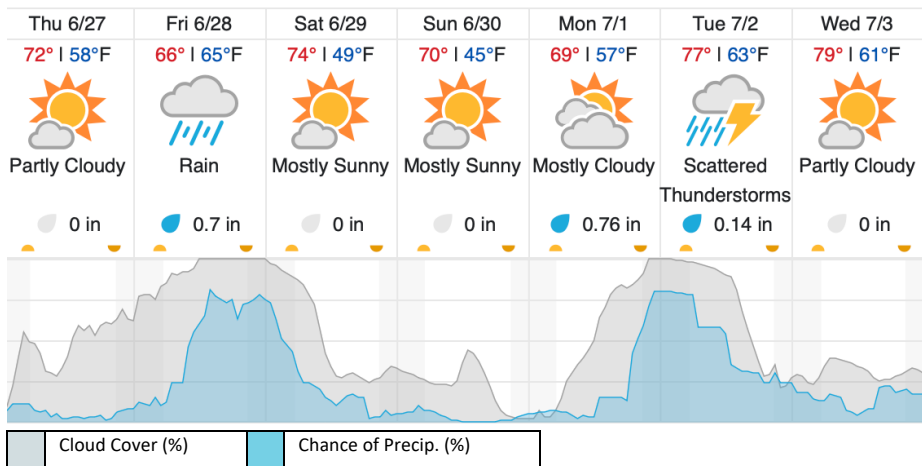 Thu 6/27 Fri 6/28 Sat 6/29 Sun 6/30 Mon 7/1 Tue 7/2 Wed 7/3
72° | 58°F 66° | 65°F 74° | 49°F 70° | 45°F 69° | 57°F 77° | 63°F 79° | 61°F
Partly Cloudy Rain Mostly Sunny Mostly Sunny Mostly Cloudy Scattered Partly Cloudy
Thunderstorms
0 in 0.7 in 0 in 0 in 0.76 in 0.14 in 0 in
Cloud Cover (%) Chance of Precip. (%)